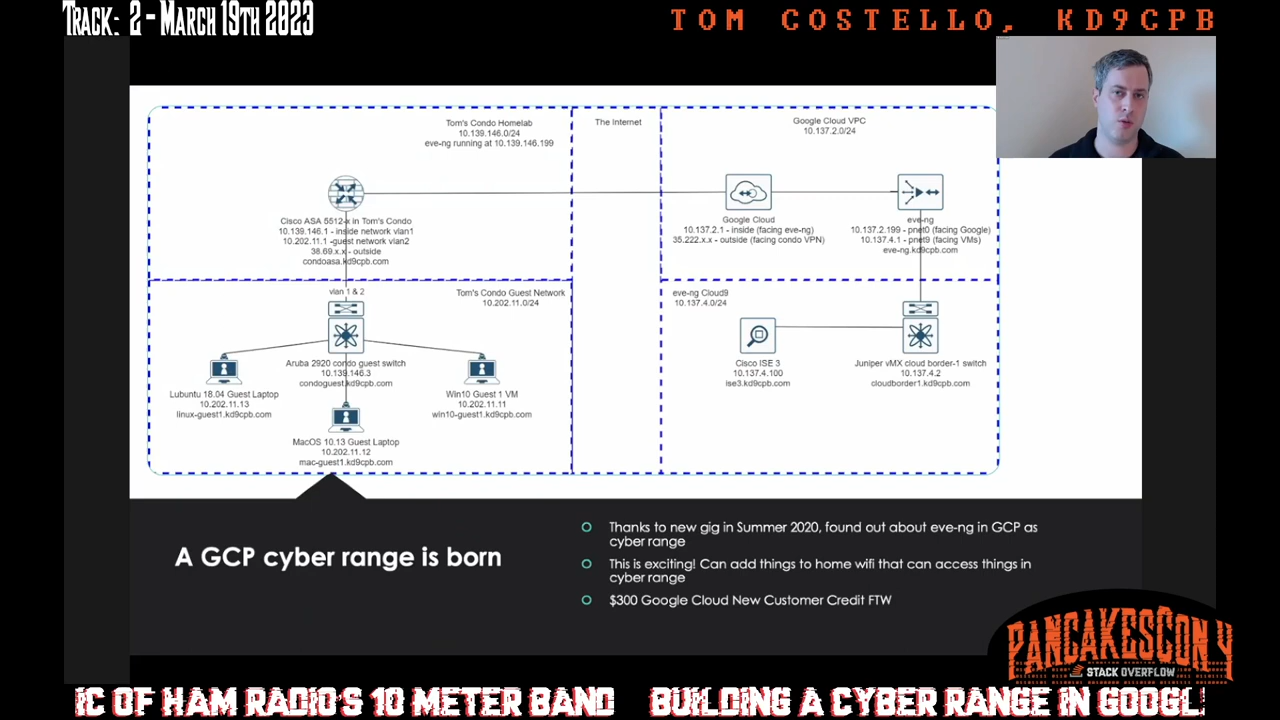 Track: 2 - March 19th 2023
TOM COSTELLO, KD9CPB
Tom's Condo Homelab
10.139.146.0/24
eve-ng running at 10.139.146.199
The Internet
Google Cloud VPC
10.137.2.0/24
Cisco ASA 5512-x in Tom's Condo
10.139.146.1 - inside network vlan1
10.202.11.1 -guest network vlan2
38.69.x.x - outside
condoasa.kd9cpb.com
Google Cloud
10.137.2.1 - inside (facing eve-ng)
35.222.x.x - outside (facing condo VPN)
eve-ng
10.137.2.199 - pnet0 (facing Google)
10.137.4.1 - pnet9 (facing VMs)
eve-ng.kd9cpb.com
vlan 1 & 2
Tom's Condo Guest Network
10.202.11.0/24
eve-ng Cloud9
10.137.4.0/24
Aruba 2920 condo guest switch
10.139.146.3
condoguest.kd9cpb.com
Cisco ISE 3
10.137.4.100
ise3.kd9cpb.com
Juniper vMX cloud border-1 switch
10.137.4.2
cloudborder1.kd9cpb.com
Lubuntu 18.04 Guest Laptop
10.202.11.13
linux-guest1.kd9cpb.com
Win10 Guest 1 VM
10.202.11.11
win10-guest1.kd9cpb.com
MacOS 10.13 Guest Laptop
10.202.11.12
mac-guest1.kd9cpb.com
A GCP cyber range is born
Thanks to new gig in Summer 2020, found out about eve-ng in GCP as
cyber range
This is exciting! Can add things to home wifi that can access things in
cyber range
$300 Google Cloud New Customer Credit FTW
PANCAKESCON 4
STACK OVERFLOW
IC OF HAM RADIO'S 10 METER BAND BUILDING A CYBER RANGE IN GOOGL